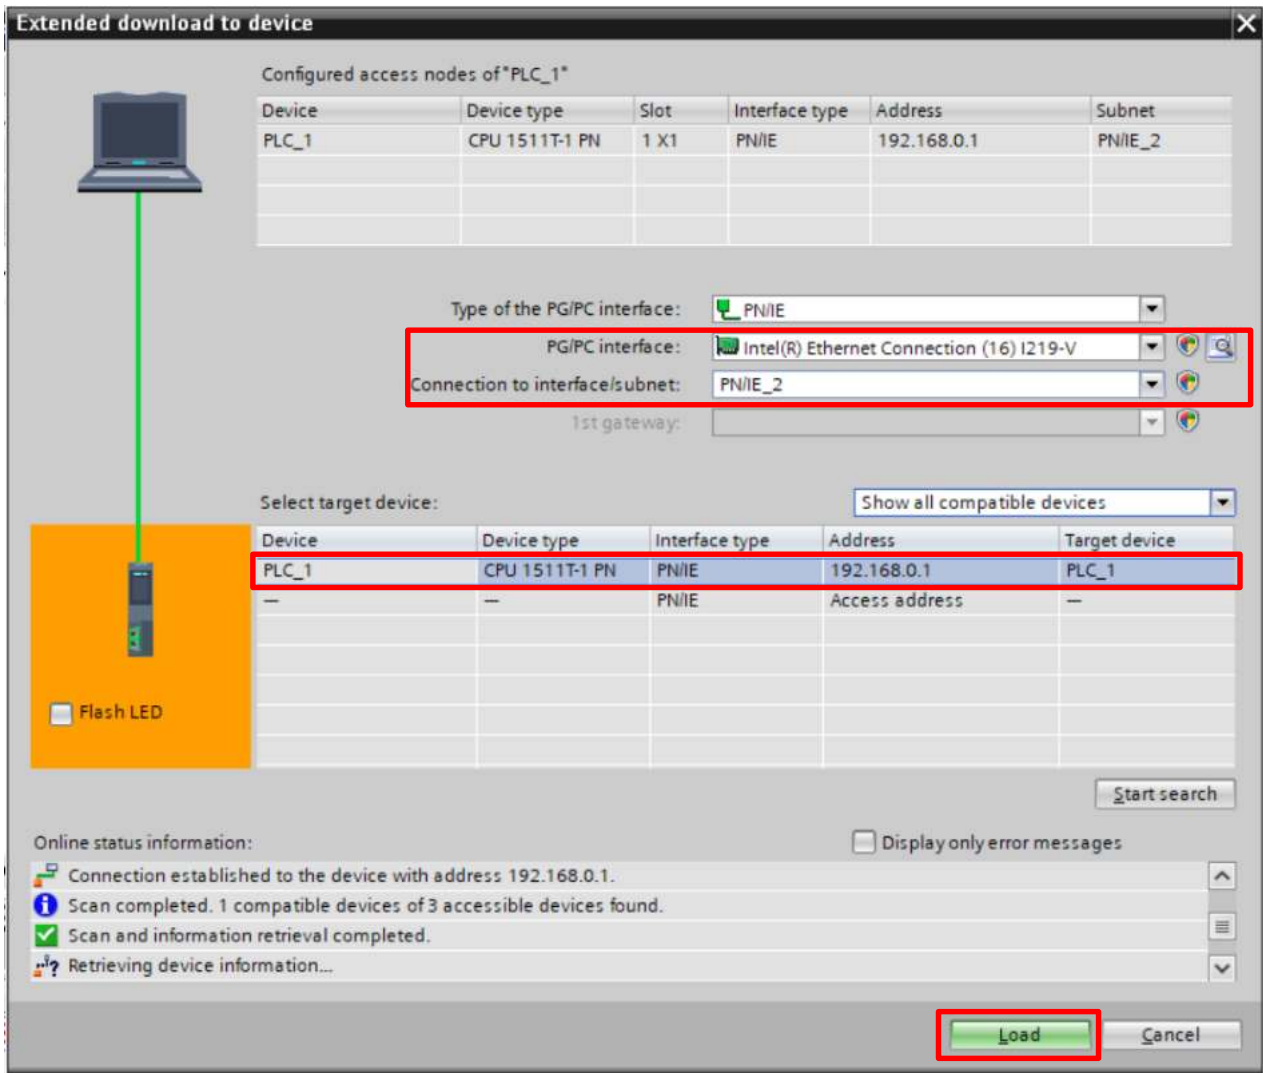 Extended download to device
Configured access nodes of "PLC_1"
Device Device type Slot Interface type Address Subnet
PLC_1 CPU 1511T-1 PN 1 X1 PN/IE 192.168.0.1 PN/IE_2
Type of the PG/PC interface: PN/IE
PG/PC interface: Intel(R) Ethernet Connection (16) I219-V
Connection to interface/subnet: PN/IE_2
1st gateway:
Select target device: Show all compatible devices
Device Device type Interface type Address Target device
PLC_1 CPU 1511T-1 PN PN/IE 192.168.0.1 PLC_1
— — PN/IE Access address —
Flash LED
Start search
Online status information: Display only error messages
Connection established to the device with address 192.168.0.1.
Scan completed. 1 compatible devices of 3 accessible devices found.
Scan and information retrieval completed.
Retrieving device information...
Load Cancel